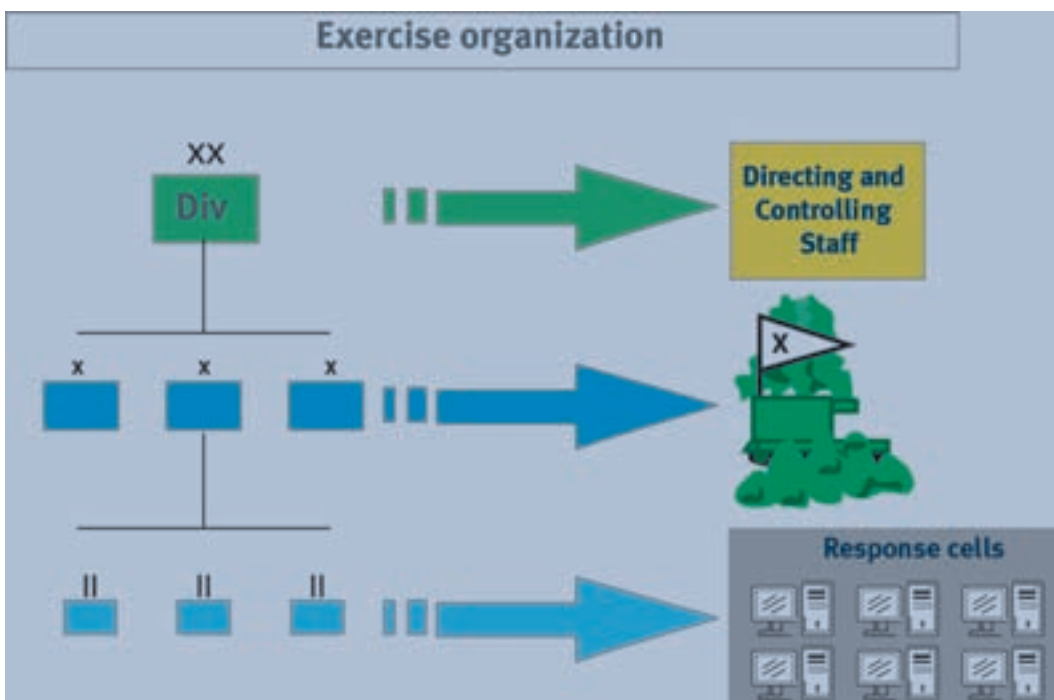 Exercise organization
XX
Div
Directing and
Controlling
Staff
X
x x x
II II II
Response cells